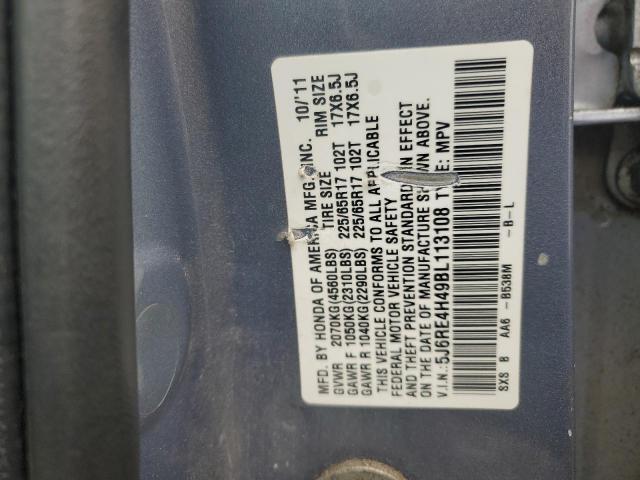 MFD. BY HONDA OF AMERICA MFG., INC. 10/'11
GVWR 2070KG(4560LBS) TIRE SIZE RIM SIZE
GAWR F 1050KG(2310LBS) 225/65R17 102T 17X6.5J
GAWR R 1040KG(2290LBS) 225/65R17 102T 17X6.5J
THIS VEHICLE CONFORMS TO ALL APPLICABLE
FEDERAL MOTOR VEHICLE SAFETY
AND THEFT PREVENTION STANDARDS IN EFFECT
ON THE DATE OF MANUFACTURE SHOWN ABOVE.
V.I.N.: 5J6RE4H49BL113108 TYPE: MPV
SXS B AA6 -B538M -B-L